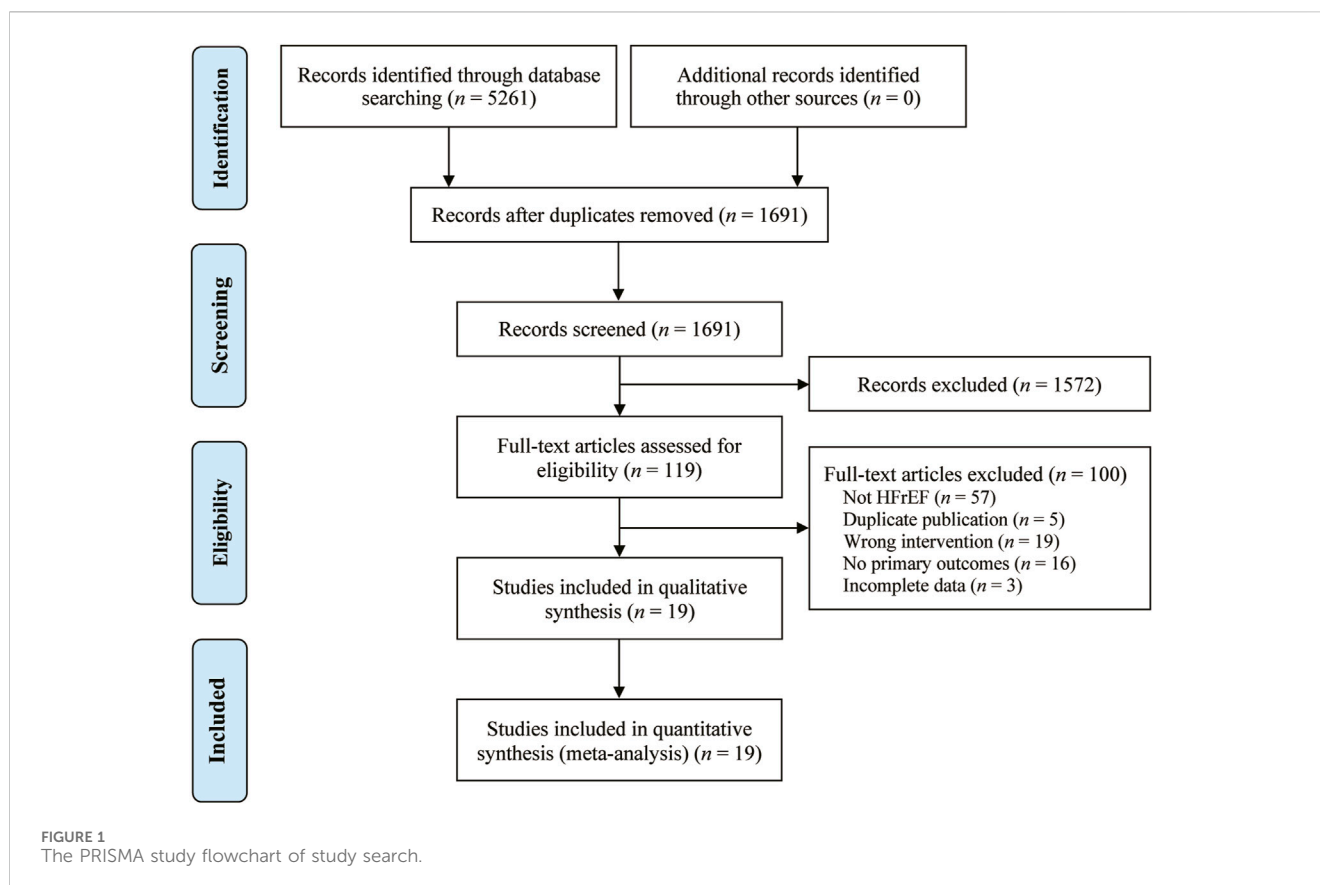 Identification
Records identified through database
searching (n = 5261)
Additional records identified
through other sources (n = 0)
Records after duplicates removed (n = 1691)
Screening
Records screened (n = 1691)
Records excluded (n = 1572)
Eligibility
Full-text articles assessed for
eligibility (n = 119)
Full-text articles excluded (n = 100)
Not HFrEF (n = 57)
Duplicate publication (n = 5)
Wrong intervention (n = 19)
No primary outcomes (n = 16)
Incomplete data (n = 3)
Studies included in qualitative
synthesis (n = 19)
Included
Studies included in quantitative
synthesis (meta-analysis) (n = 19)
FIGURE 1
The PRISMA study flowchart of study search.